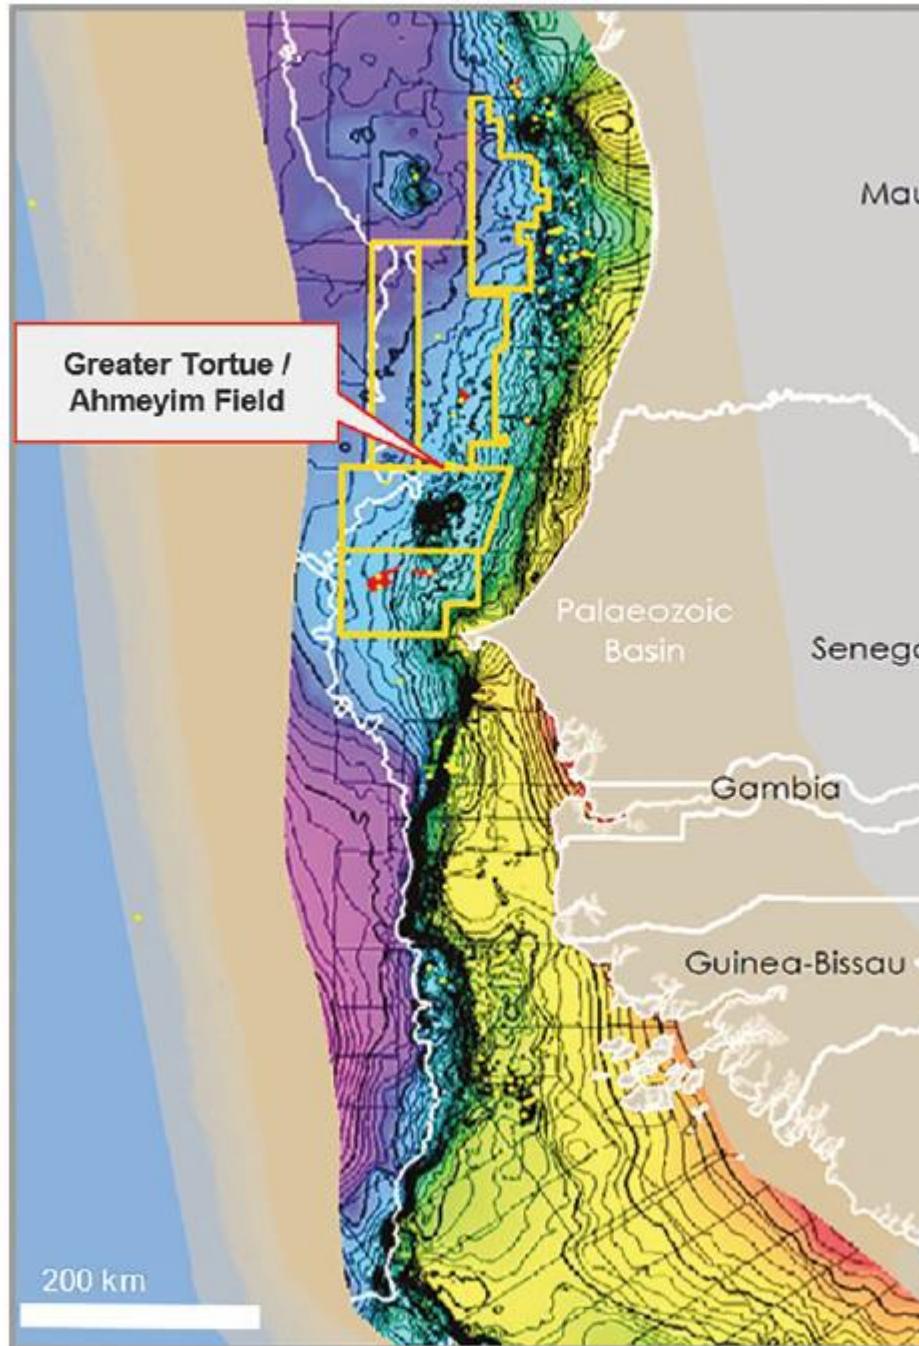 Mau
Greater Tortue /
Ahmeyim Field
Palaeozoic
Basin
Senega
Gambia
Guinea-Bissau
200 km